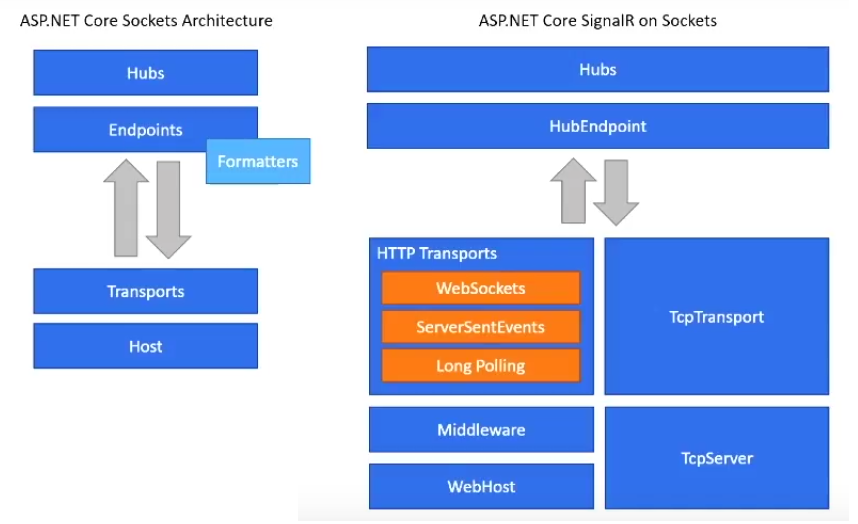 ASP.NET Core Sockets Architecture
Hubs
Endpoints
Formatters
Transports
Host
ASP.NET Core SignalR on Sockets
Hubs
HubEndpoint
HTTP Transports
WebSockets
ServerSentEvents
Long Polling
TcpTransport
Middleware
WebHost
TcpServer